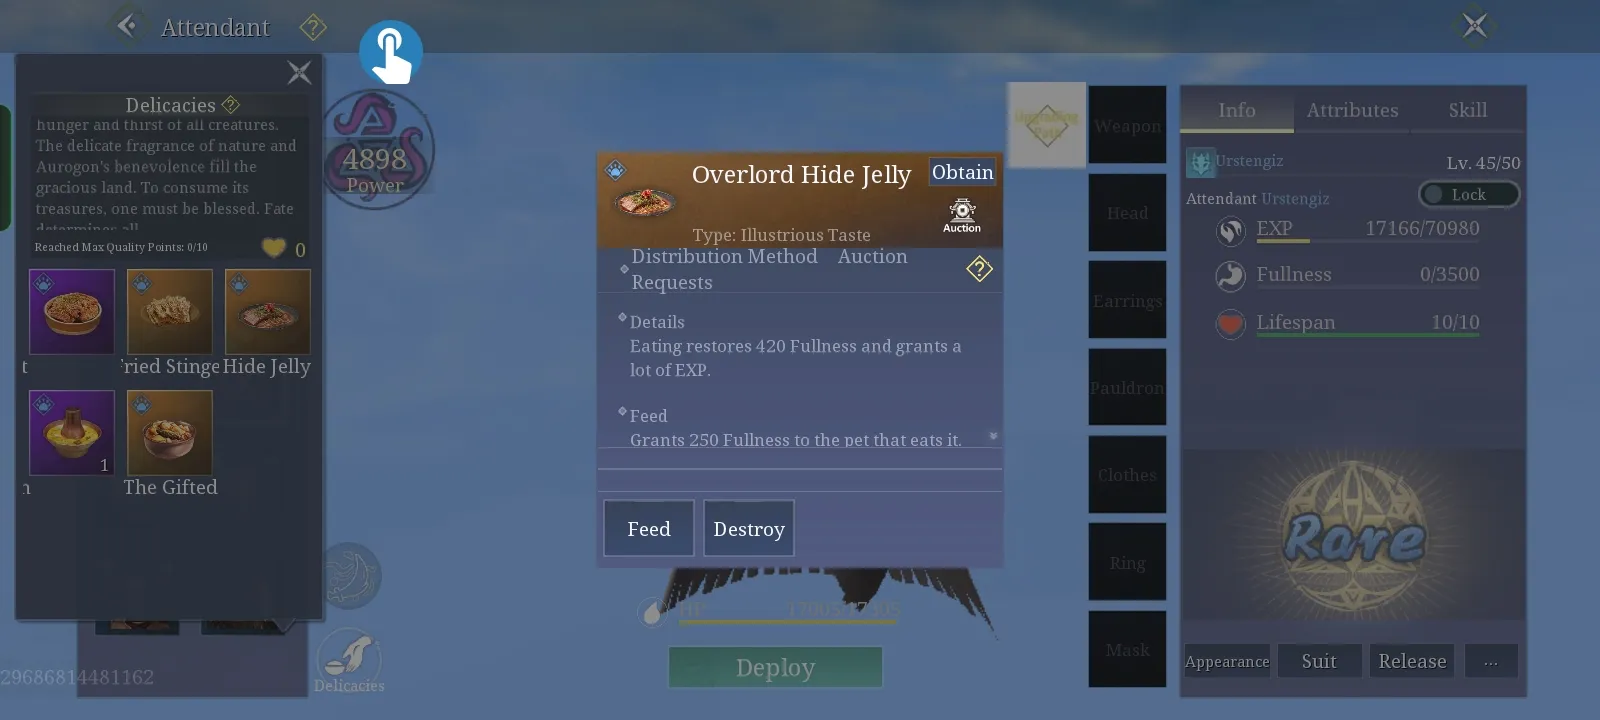 Attendant
Delicacies
hunger and thirst of all creatures.
The delicate fragrance of nature and
Aurogon's benevolence fill the
gracious land. To consume its
treasures, one must be blessed. Fate
determines all
Reached Max Quality Points: 0/10
0
t
Fried Stinge
Hide Jelly
1
n
The Gifted
4898
Power
Overlord Hide Jelly
Obtain
Auction
Type: Illustrious Taste
Distribution Method Auction
Requests
Details
Eating restores 420 Fullness and grants a
lot of EXP.
Feed
Grants 250 Fullness to the pet that eats it.
Feed
Destroy
HP
Deploy
Delicacies
29686814481162
Weapon
Head
Earrings
Pauldron
Clothes
Ring
Mask
Info
Attributes
Skill
Urstengiz
Lv. 45/50
Attendant Urstengiz
Lock
EXP 17166/70980
Fullness 0/3500
Lifespan 10/10
Rare
Appearance
Suit
Release
...